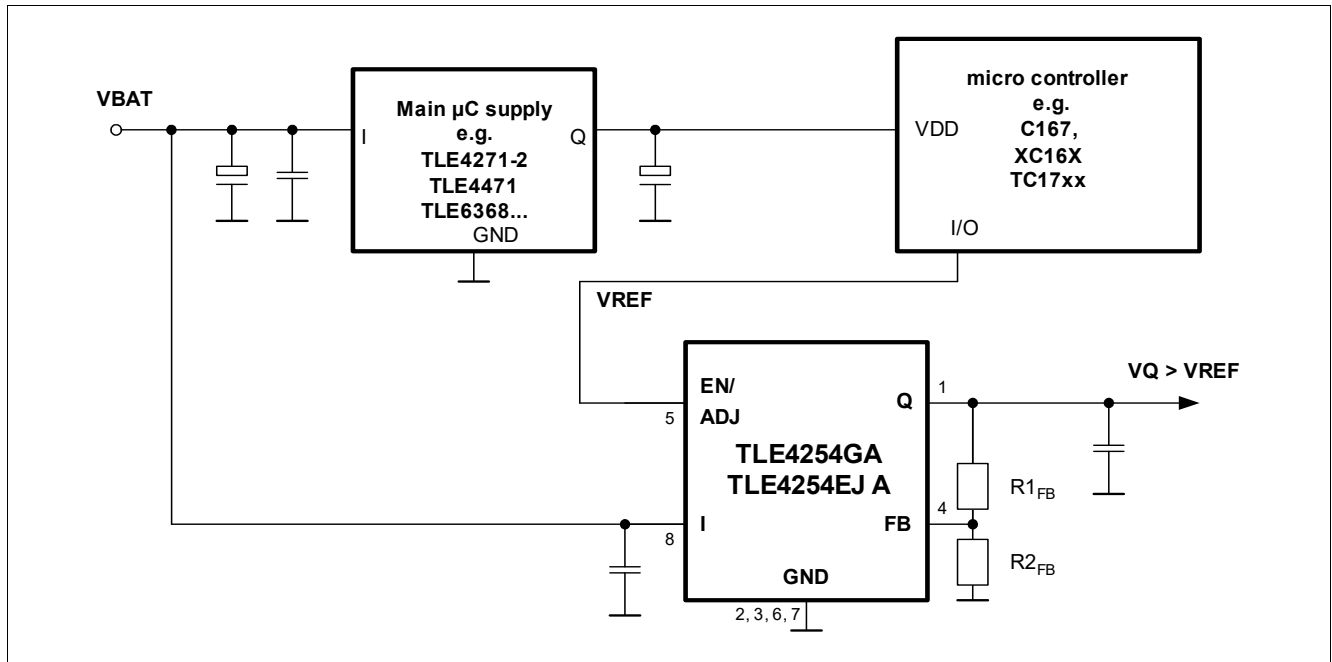 VBAT
I
Main µC supply
e.g.
TLE4271-2
TLE4471
TLE6368...
GND
Q
micro controller
e.g.
C167,
XC16X
TC17xx
VDD
I/O
VREF
EN/
ADJ
5
Q
1
VQ > VREF
TLE4254GA
TLE4254EJ A
R1FB
I
8
FB
4
R2FB
GND
2, 3, 6, 7